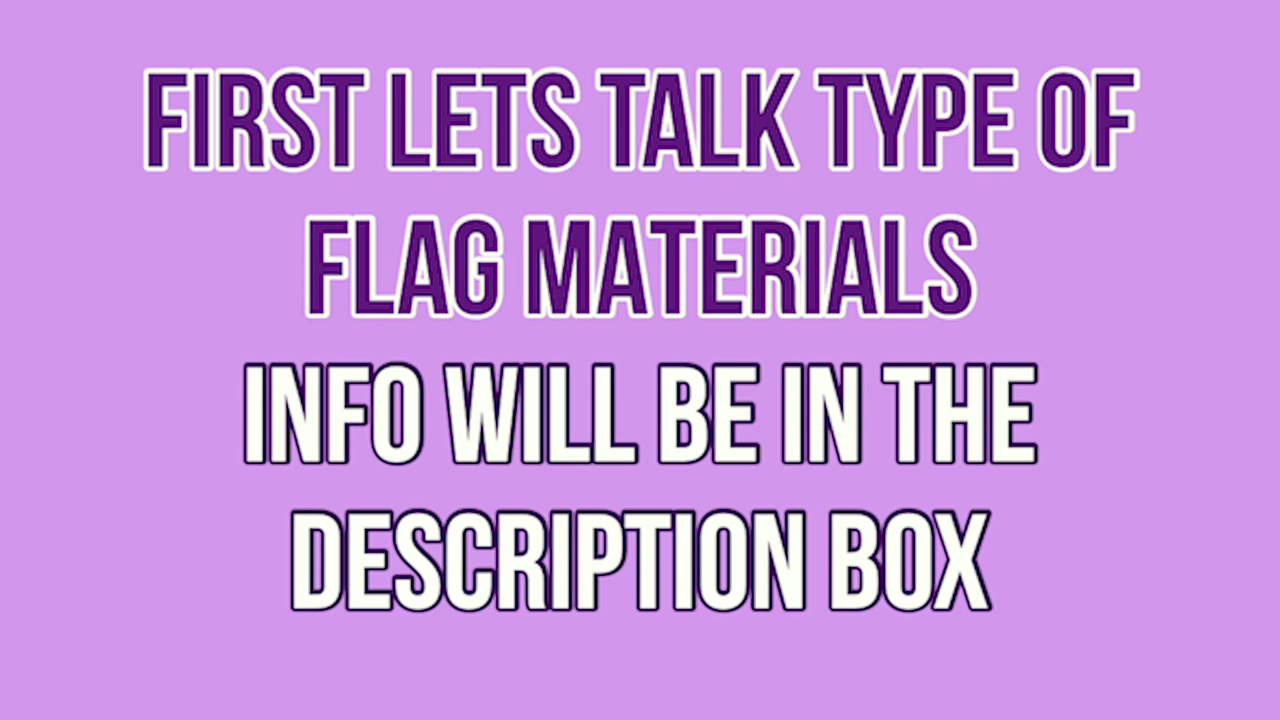 FIRST LETS TALK TYPE OF
FLAG MATERIALS
INFO WILL BE IN THE
DESCRIPTION BOX